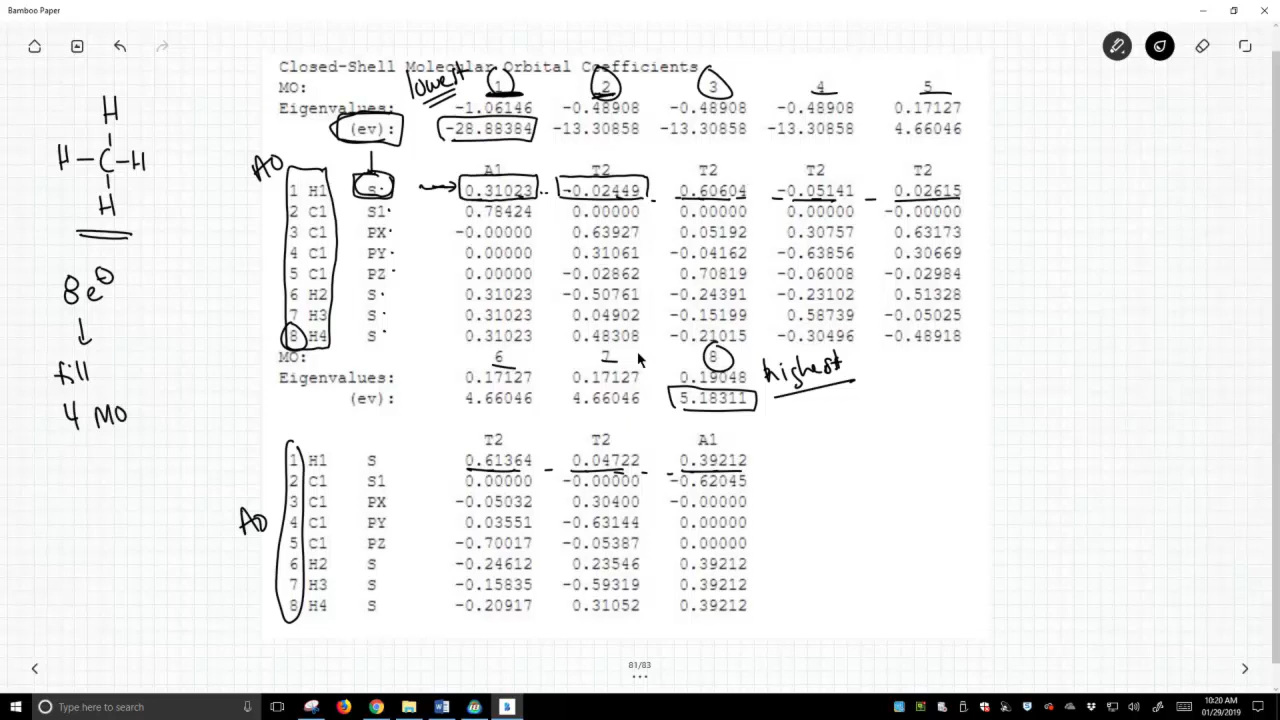 Bamboo Paper
Closed-Shell Molecular Orbital Coefficients
lowest
MO: 1 2 3 4 5
Eigenvalues: -1.06146 -0.48908 -0.48908 -0.48908 0.17127
(ev): -28.88384 -13.30858 -13.30858 -13.30858 4.66046
AO
A1 T2 T2 T2 T2
1 H1 S 0.31023 -0.02449 0.60604 -0.05141 0.02615
2 C1 S1 0.78424 0.00000 0.00000 0.00000 -0.00000
3 C1 PX -0.00000 0.63927 0.05192 0.30757 0.63173
4 C1 PY 0.00000 0.31061 -0.04162 -0.63856 0.30669
5 C1 PZ 0.00000 -0.02862 0.70819 -0.06008 -0.02984
6 H2 S 0.31023 -0.50761 -0.24391 -0.23102 0.51328
7 H3 S 0.31023 0.04902 -0.15199 0.58739 -0.05025
8 H4 S 0.31023 0.48308 -0.21015 -0.30496 -0.48918
MO: 6 7 8
highest
Eigenvalues: 0.17127 0.17127 0.19048
(ev): 4.66046 4.66046 5.18311
T2 T2 A1
1 H1 S 0.61364 0.04722 0.39212
2 C1 S1 0.00000 -0.00000 -0.62045
3 C1 PX -0.05032 0.30400 -0.00000
AO
4 C1 PY 0.03551 -0.63144 0.00000
5 C1 PZ -0.70017 -0.05387 0.00000
6 H2 S -0.24612 0.23546 0.39212
7 H3 S -0.15835 -0.59319 0.39212
8 H4 S -0.20917 0.31052 0.39212
H
H-C-H
H
8e⊖
↓
fill
4 MO
81/83
Type here to search
10:20 AM
01/29/2019